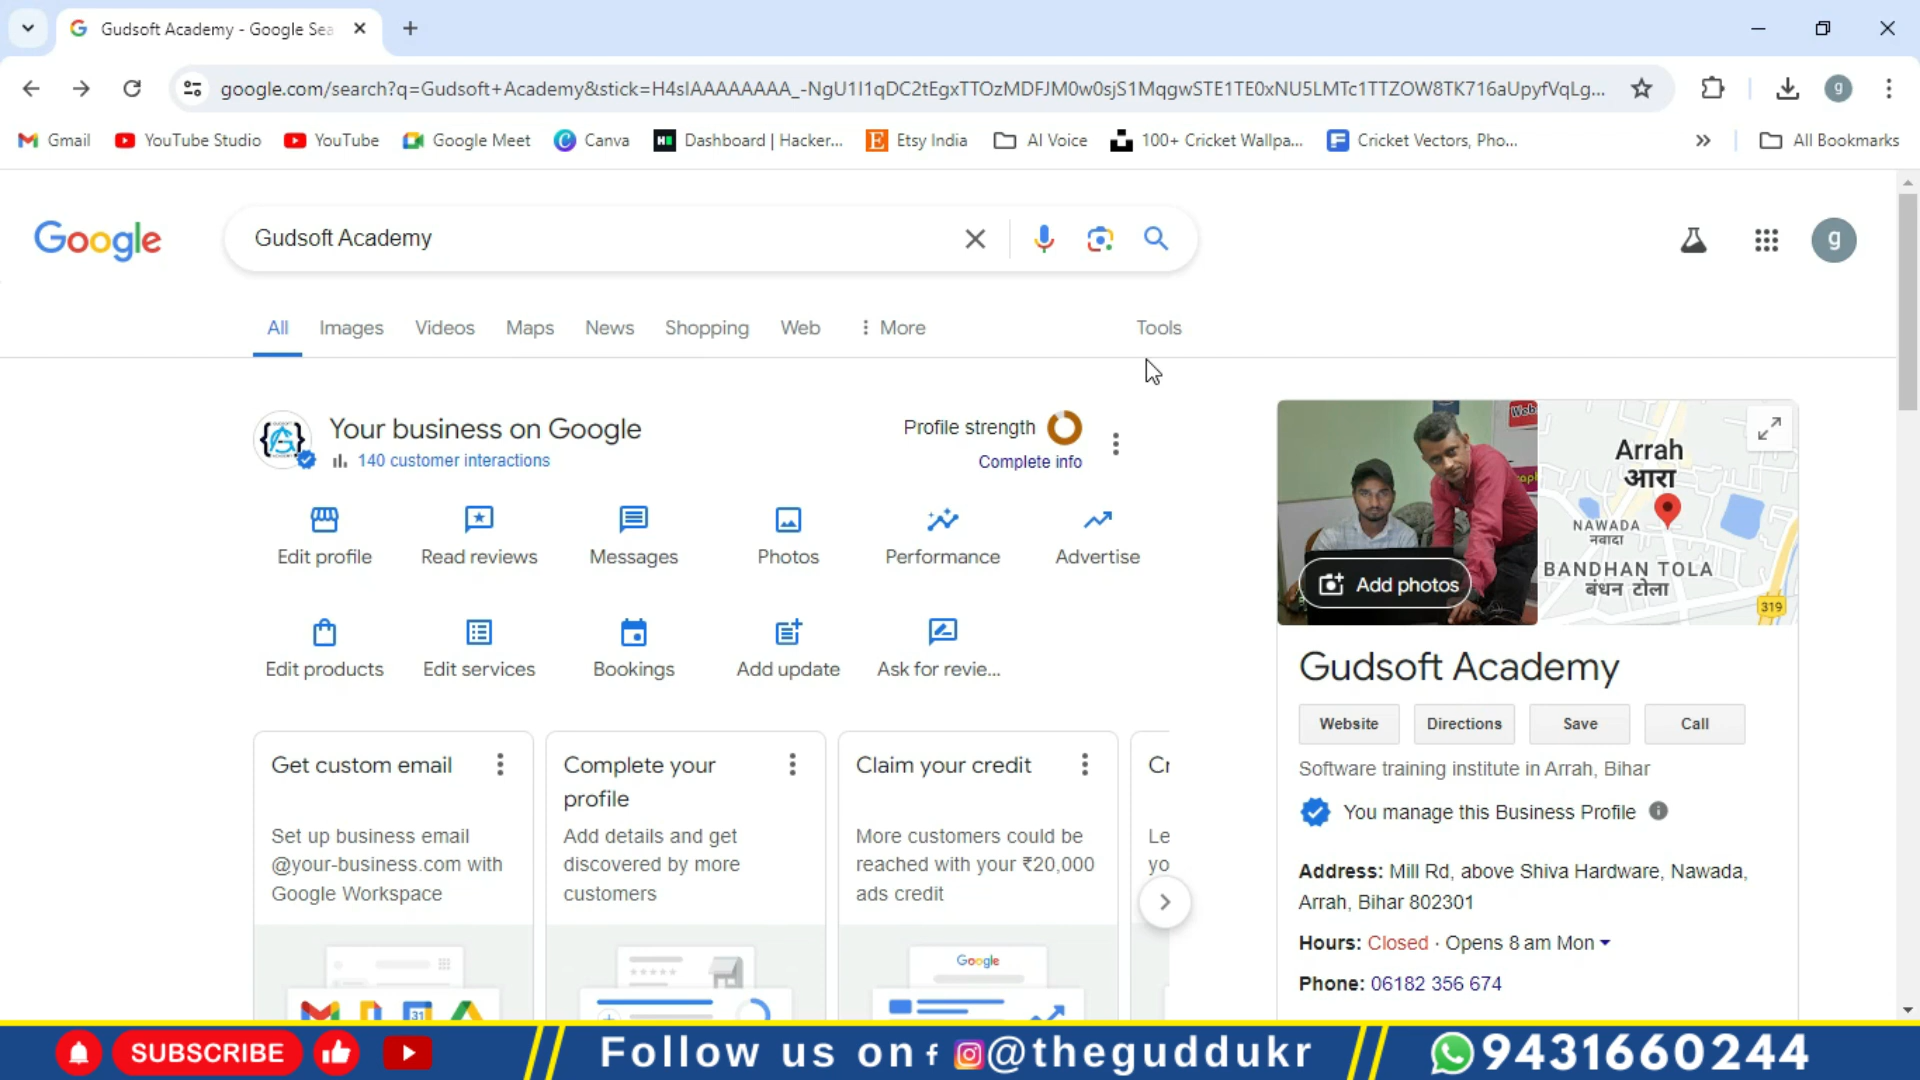 Gudsoft Academy - Google Sea
google.com/search?q=Gudsoft+Academy&stick=H4sIAAAAAAAA_-NgU1I1qDC2tEgxTTOzMDFJM0w0sjS1MqgwSTE1TE0xNU5LMTc1TTZOW8TK716aUpyfVqLg...
Gmail
YouTube Studio
YouTube
Google Meet
Canva
Dashboard | Hacker...
Etsy India
AI Voice
100+ Cricket Wallpa...
Cricket Vectors, Pho...
All Bookmarks
Google
Gudsoft Academy
g
All Images Videos Maps News Shopping Web More Tools
Your business on Google
140 customer interactions
Profile strength
Complete info
Edit profile
Read reviews
Messages
Photos
Performance
Advertise
Edit products
Edit services
Bookings
Add update
Ask for revie...
Get custom email
Set up business email
@your-business.com with
Google Workspace
Complete your
profile
Add details and get
discovered by more
customers
Claim your credit
More customers could be
reached with your ₹20,000
ads credit
Google
Cr
Le
yo
Add photos
Arrah
आरा
NAWADA
नवादा
BANDHAN TOLA
बंधन टोला
319
Gudsoft Academy
Website Directions Save Call
Software training institute in Arrah, Bihar
You manage this Business Profile
Address: Mill Rd, above Shiva Hardware, Nawada,
Arrah, Bihar 802301
Hours: Closed · Opens 8 am Mon
Phone: 06182 356 674
SUBSCRIBE
Follow us on @theguddukr
9431660244